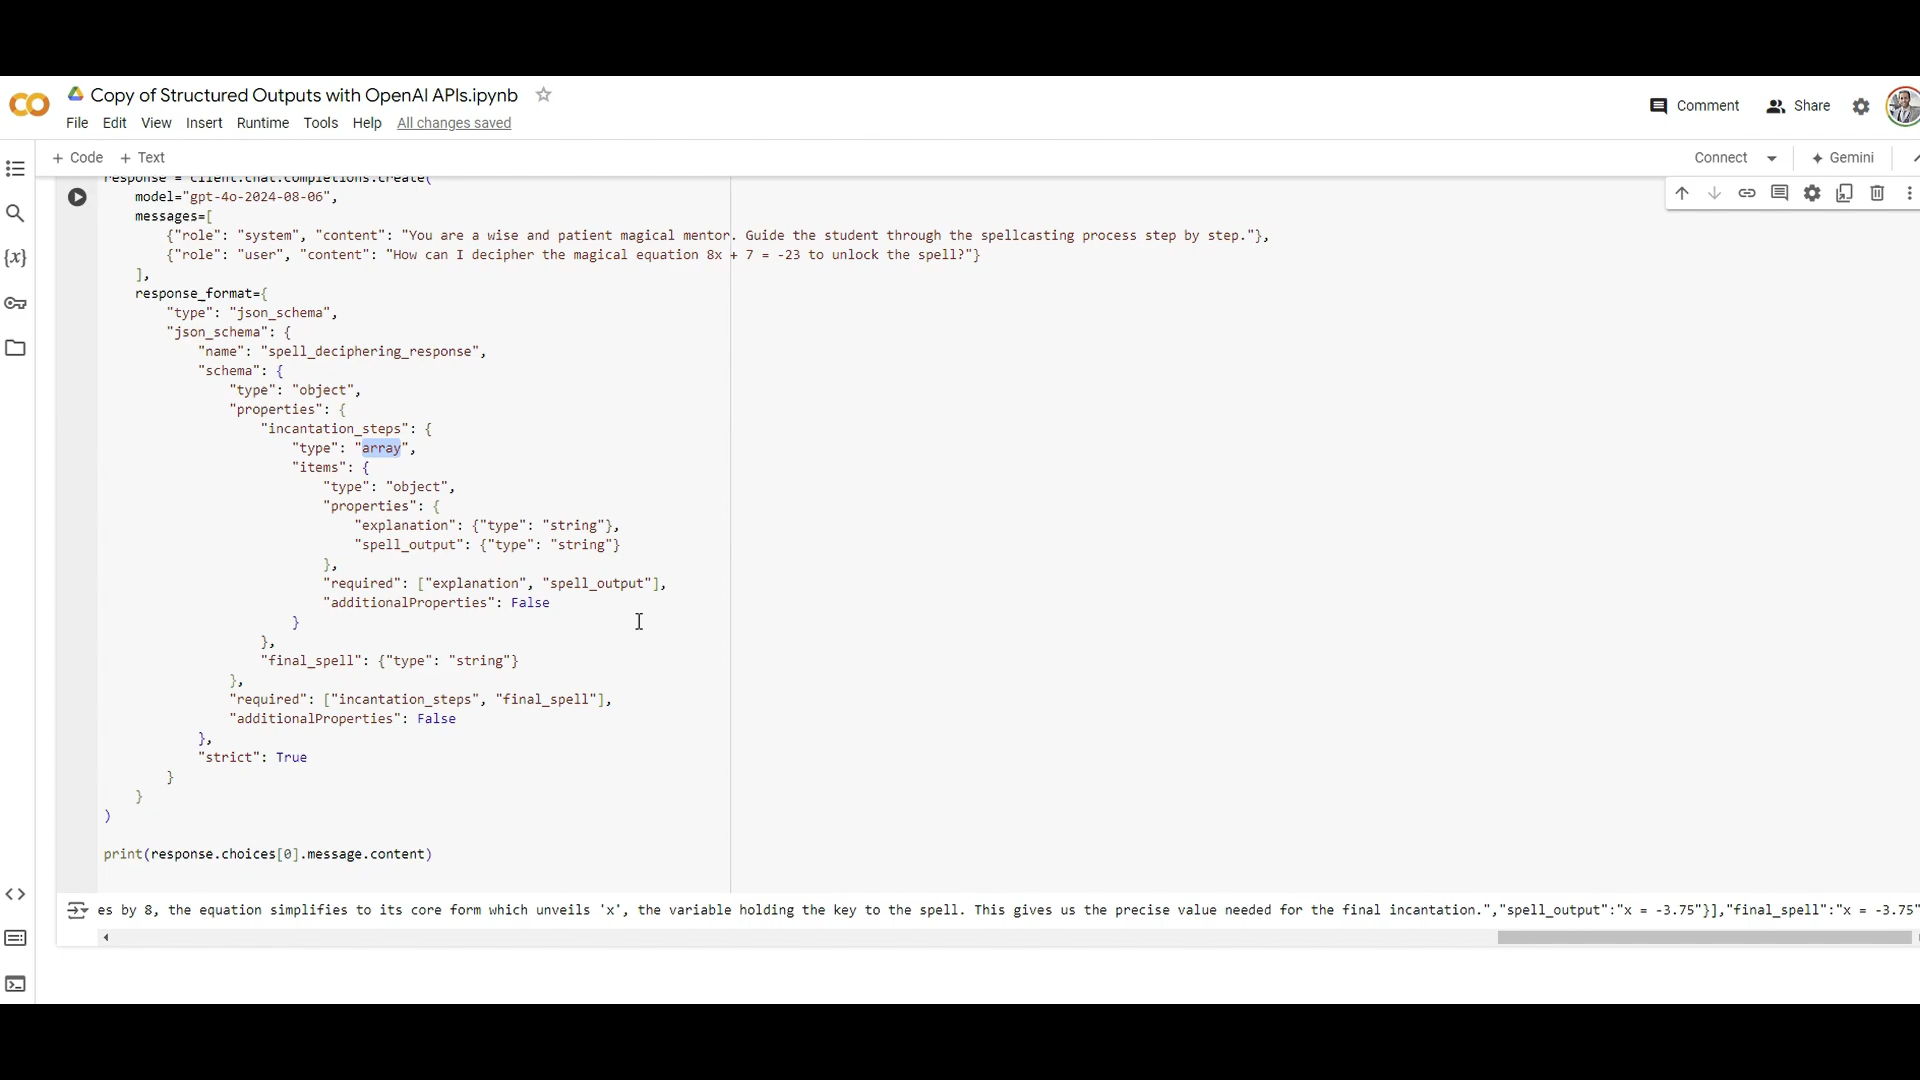 Copy of Structured Outputs with OpenAI APIs.ipynb
File Edit View Insert Runtime Tools Help All changes saved
Comment Share
+ Code + Text
Connect Gemini
response = client.chat.completions.create(
model="gpt-4o-2024-08-06",
messages=[
{"role": "system", "content": "You are a wise and patient magical mentor. Guide the student through the spellcasting process step by step."},
{"role": "user", "content": "How can I decipher the magical equation 8x + 7 = -23 to unlock the spell?"}
],
response_format={
"type": "json_schema",
"json_schema": {
"name": "spell_deciphering_response",
"schema": {
"type": "object",
"properties": {
"incantation_steps": {
"type": "array",
"items": {
"type": "object",
"properties": {
"explanation": {"type": "string"},
"spell_output": {"type": "string"}
},
"required": ["explanation", "spell_output"],
"additionalProperties": False
}
},
"final_spell": {"type": "string"}
},
"required": ["incantation_steps", "final_spell"],
"additionalProperties": False
},
"strict": True
}
}
)
print(response.choices[0].message.content)
es by 8, the equation simplifies to its core form which unveils 'x', the variable holding the key to the spell. This gives us the precise value needed for the final incantation.","spell_output":"x = -3.75"}],"final_spell":"x = -3.75"